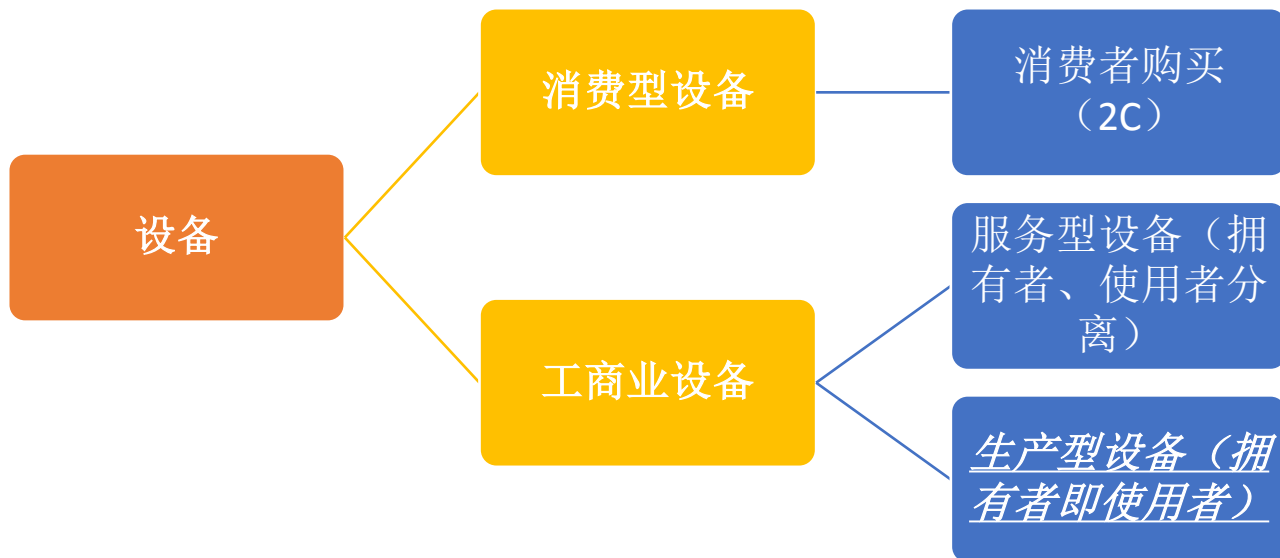 设备
消费型设备
工商业设备
消费者购买
（2C）
服务型设备（拥
有者、使用者分
离）
生产型设备（拥
有者即使用者）